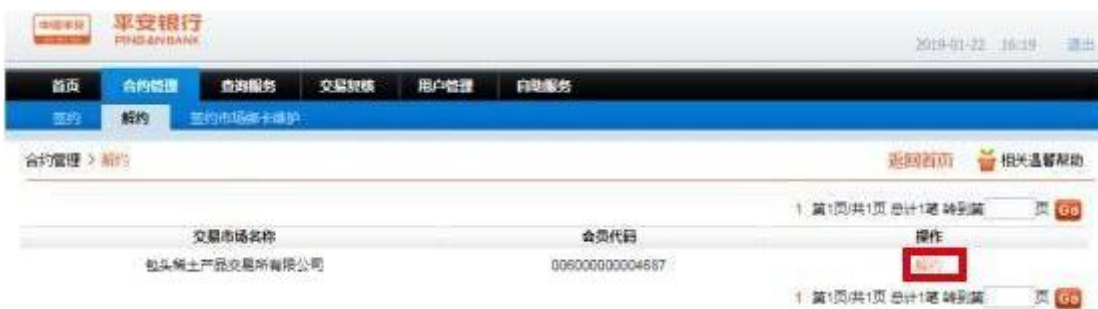 中国平安 平安银行
PING AN BANK
2019-01-22 16:19 退出
首页 合约管理 查询服务 交易复核 用户管理 自助服务
签约 解约 签约市场绑卡维护
合约管理 > 解约 返回首页 相关温馨帮助
1 第1页/共1页 总计1笔 转到第 页 Go
交易市场名称 会员代码 操作
包头稀土产品交易所有限公司 006000000004687 解约
1 第1页/共1页 总计1笔 转到第 页 Go